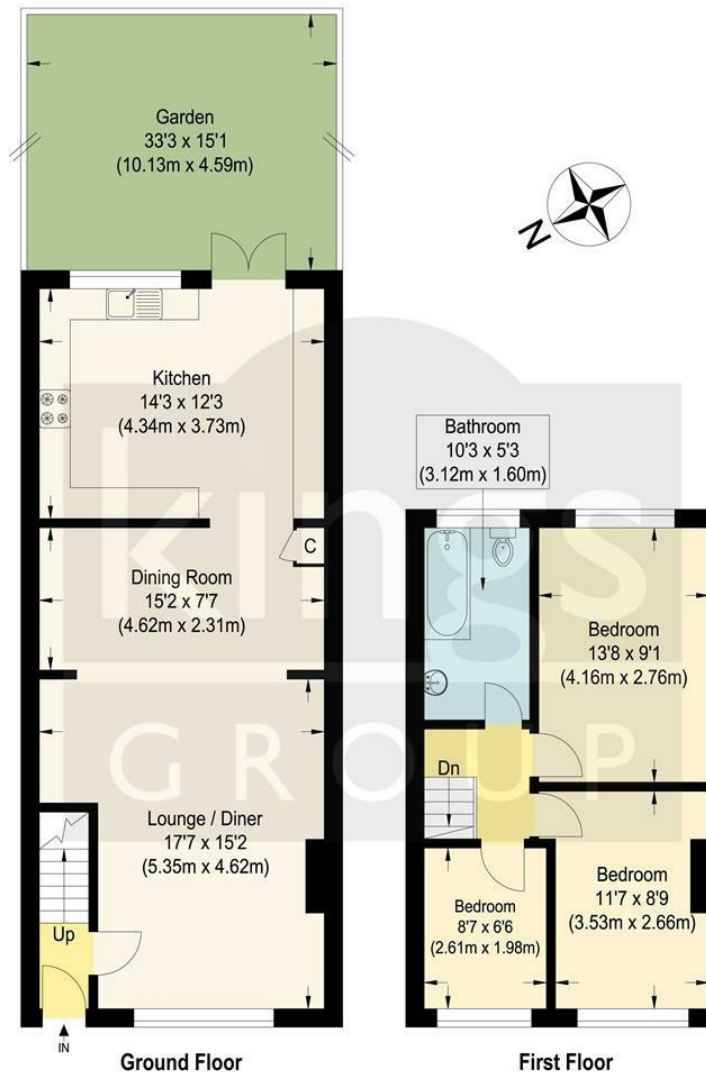 Garden
33'3 x 15'1
(10.13m x 4.59m)
N
Kitchen
14'3 x 12'3
(4.34m x 3.73m)
C
Dining Room
15'2 x 7'7
(4.62m x 2.31m)
Lounge / Diner
17'7 x 15'2
(5.35m x 4.62m)
Up
IN
Ground Floor
Bathroom
10'3 x 5'3
(3.12m x 1.60m)
Bedroom
13'8 x 9'1
(4.16m x 2.76m)
Dn
Bedroom
8'7 x 6'6
(2.61m x 1.98m)
Bedroom
11'7 x 8'9
(3.53m x 2.66m)
First Floor
kings
GROUP